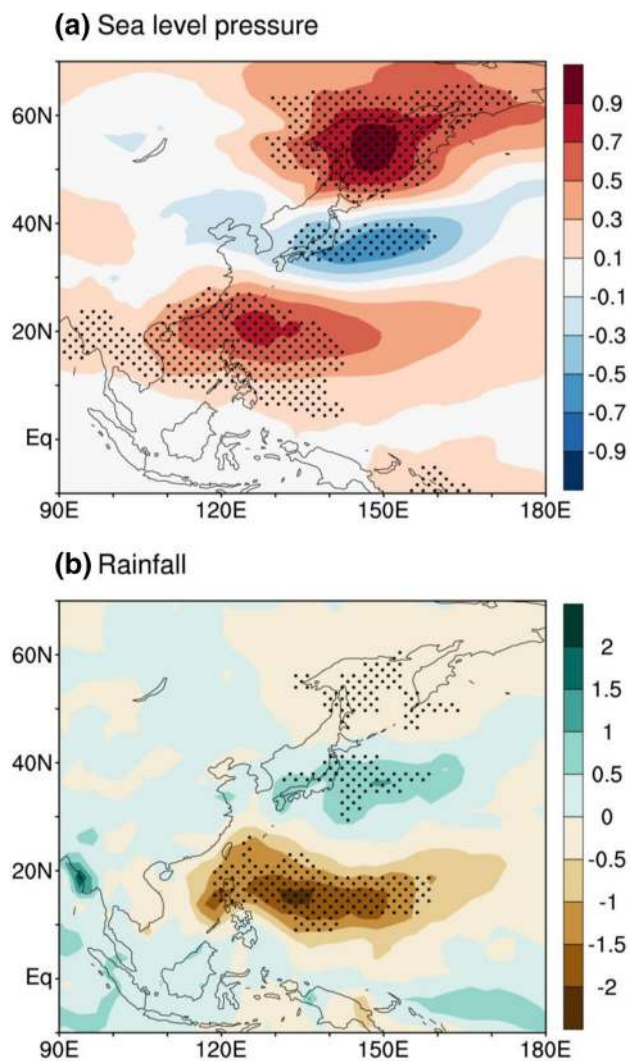 (a) Sea level pressure
60N
40N
20N
Eq
90E 120E 150E 180E
0.9
0.7
0.5
0.3
0.1
-0.1
-0.3
-0.5
-0.7
-0.9
(b) Rainfall
60N
40N
20N
Eq
90E 120E 150E 180E
2
1.5
1
0.5
0
-0.5
-1
-1.5
-2